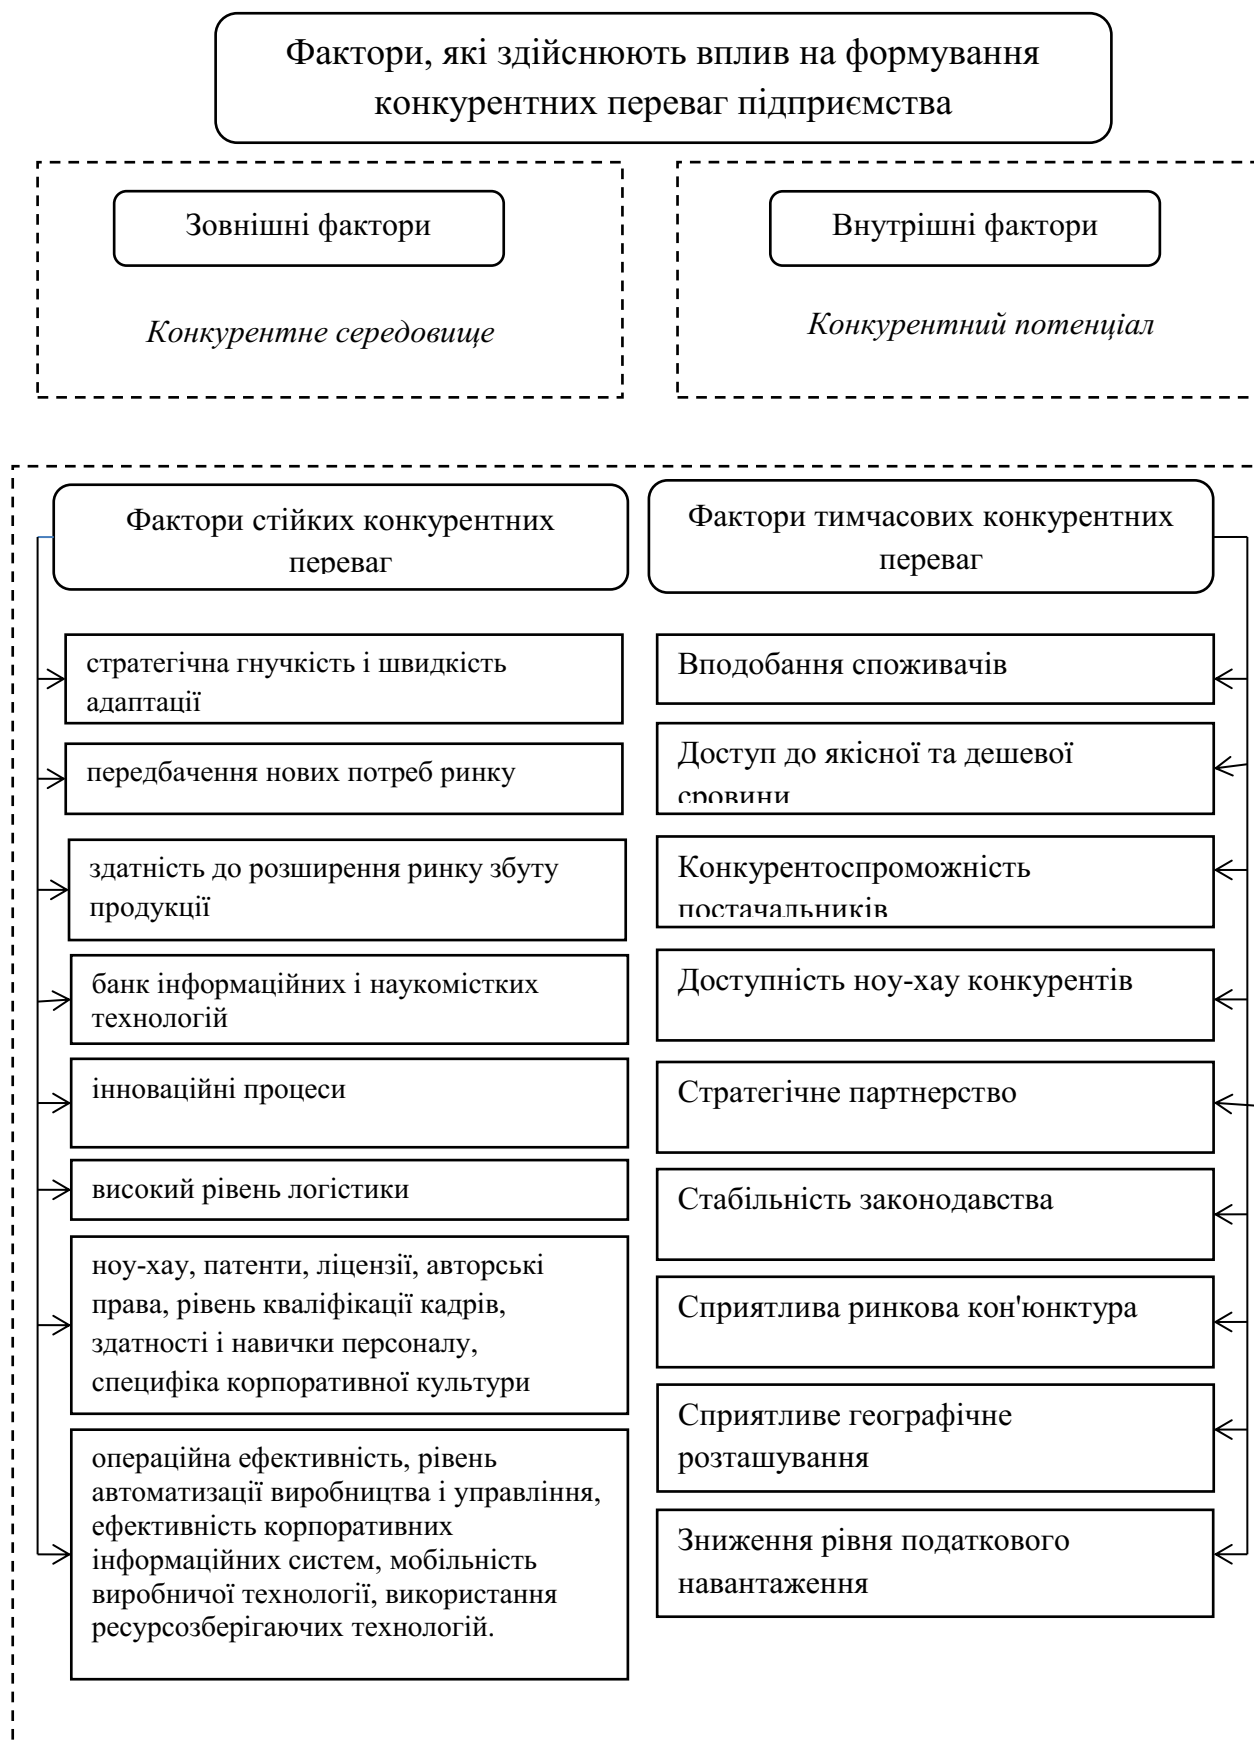 Фактори, які здійснюють вплив на формування
конкурентних переваг підприємства
Зовнішні фактори
Конкурентне середовище
Внутрішні фактори
Конкурентний потенціал
Фактори стійких конкурентних
переваг
стратегічна гнучкість і швидкість
адаптації
передбачення нових потреб ринку
здатність до розширення ринку збуту
продукції
банк інформаційних і наукомістких
технологій
інноваційні процеси
високий рівень логістики
ноу-хау, патенти, ліцензії, авторські
права, рівень кваліфікації кадрів,
здатності і навички персоналу,
специфіка корпоративної культури
операційна ефективність, рівень
автоматизації виробництва і управління,
ефективність корпоративних
інформаційних систем, мобільність
виробничої технології, використання
ресурсозберігаючих технологій.
Фактори тимчасових конкурентних
переваг
Вподобання споживачів
Доступ до якісної та дешевої
сровини
Конкурентоспроможність
постачальників
Доступність ноу-хау конкурентів
Стратегічне партнерство
Стабільність законодавства
Сприятлива ринкова кон'юнктура
Сприятливе географічне
розташування
Зниження рівня податкового
навантаження